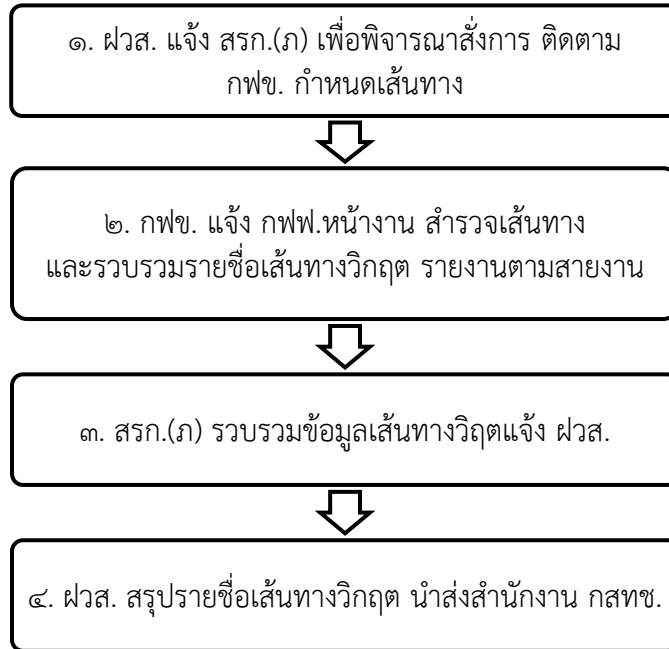 ๑. ฝวส. แจ้ง สรก.(ภ) เพื่อพิจารณาสั่งการ ติดตาม
กฟข. กำหนดเส้นทาง
๒. กฟข. แจ้ง กฟฟ.หน้างาน สำรวจเส้นทาง
และรวบรวมรายชื่อเส้นทางวิกฤต รายงานตามสายงาน
๓. สรก.(ภ) รวบรวมข้อมูลเส้นทางวิฤตแจ้ง ฝวส.
๔. ฝวส. สรุปรายชื่อเส้นทางวิกฤต นำส่งสำนักงาน กสทช.